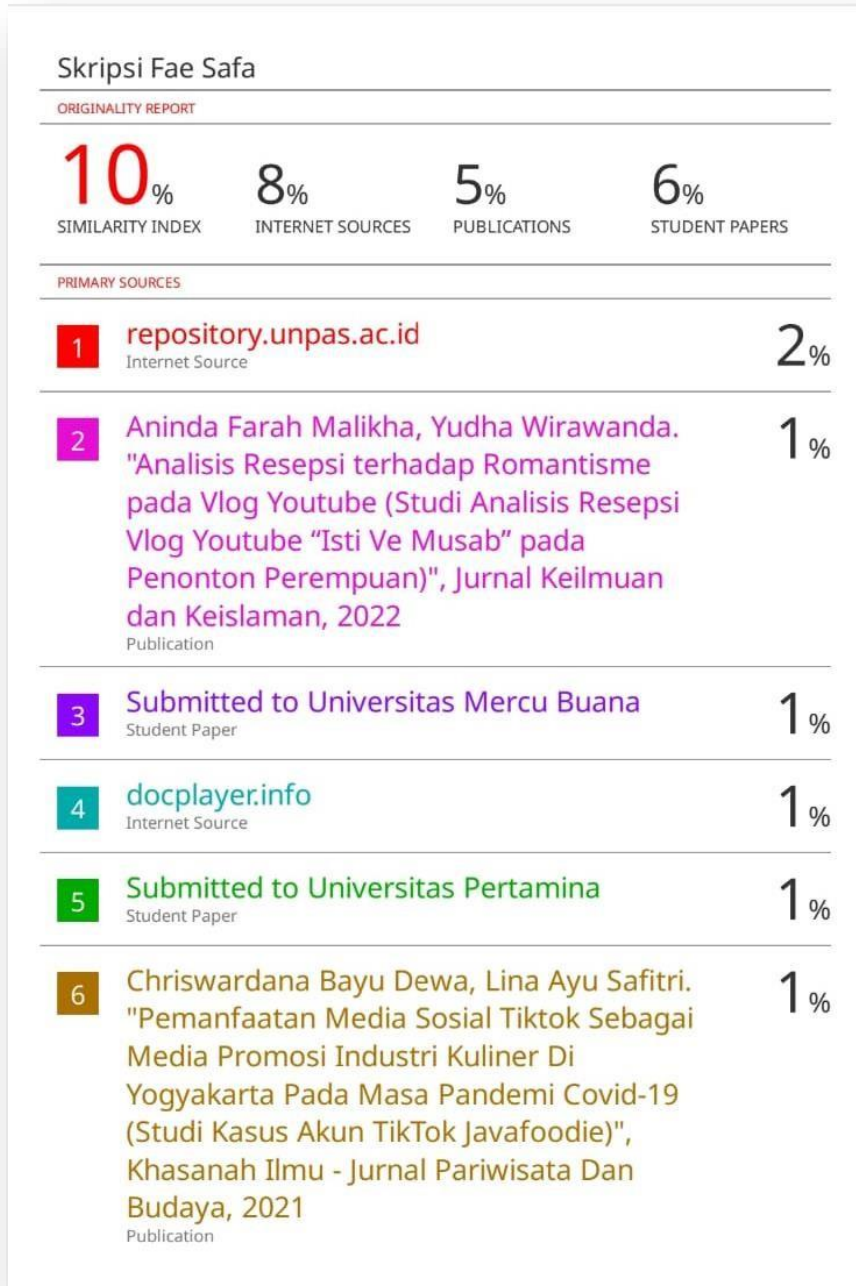 Skripsi Fae Safa
ORIGINALITY REPORT
10% 8% 5% 6%
SIMILARITY INDEX INTERNET SOURCES PUBLICATIONS STUDENT PAPERS
PRIMARY SOURCES
1 repository.unpas.ac.id 2%
Internet Source
2 Aninda Farah Malikha, Yudha Wirawanda. 1%
"Analisis Resepsi terhadap Romantisme
pada Vlog Youtube (Studi Analisis Resepsi
Vlog Youtube “Isti Ve Musab” pada
Penonton Perempuan)", Jurnal Keilmuan
dan Keislaman, 2022
Publication
3 Submitted to Universitas Mercu Buana 1%
Student Paper
4 docplayer.info 1%
Internet Source
5 Submitted to Universitas Pertamina 1%
Student Paper
6 Chriswardana Bayu Dewa, Lina Ayu Safitri. 1%
"Pemanfaatan Media Sosial Tiktok Sebagai
Media Promosi Industri Kuliner Di
Yogyakarta Pada Masa Pandemi Covid-19
(Studi Kasus Akun TikTok Javafoodie)",
Khasanah Ilmu - Jurnal Pariwisata Dan
Budaya, 2021
Publication